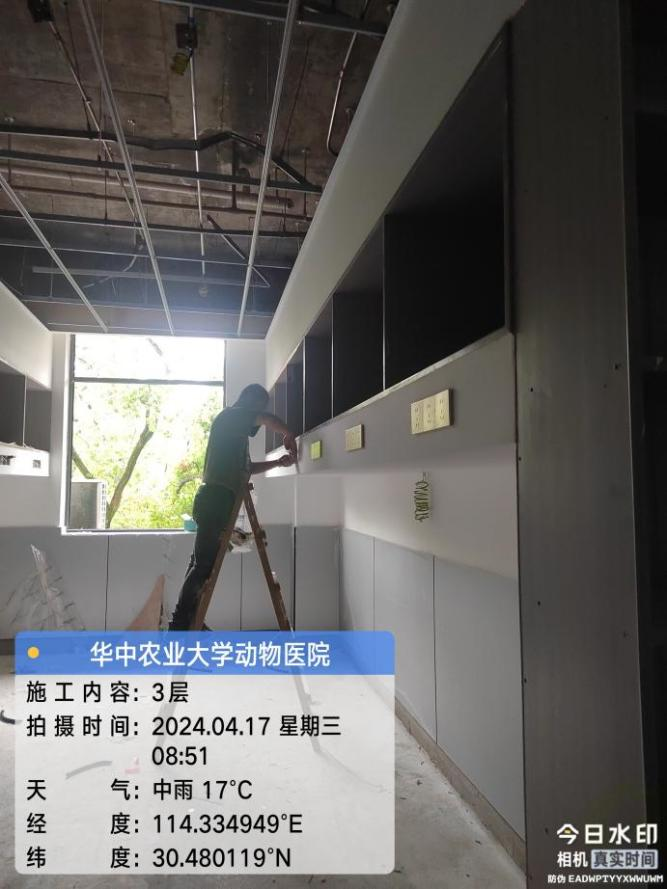 华中农业大学动物医院
施工内容：3层
拍摄时间：2024.04.17 星期三
08:51
天气：中雨 17°C
经度：114.334949°E
纬度：30.480119°N
今日水印
相机 真实时间
防伪 EADWPTYYXWWUWM